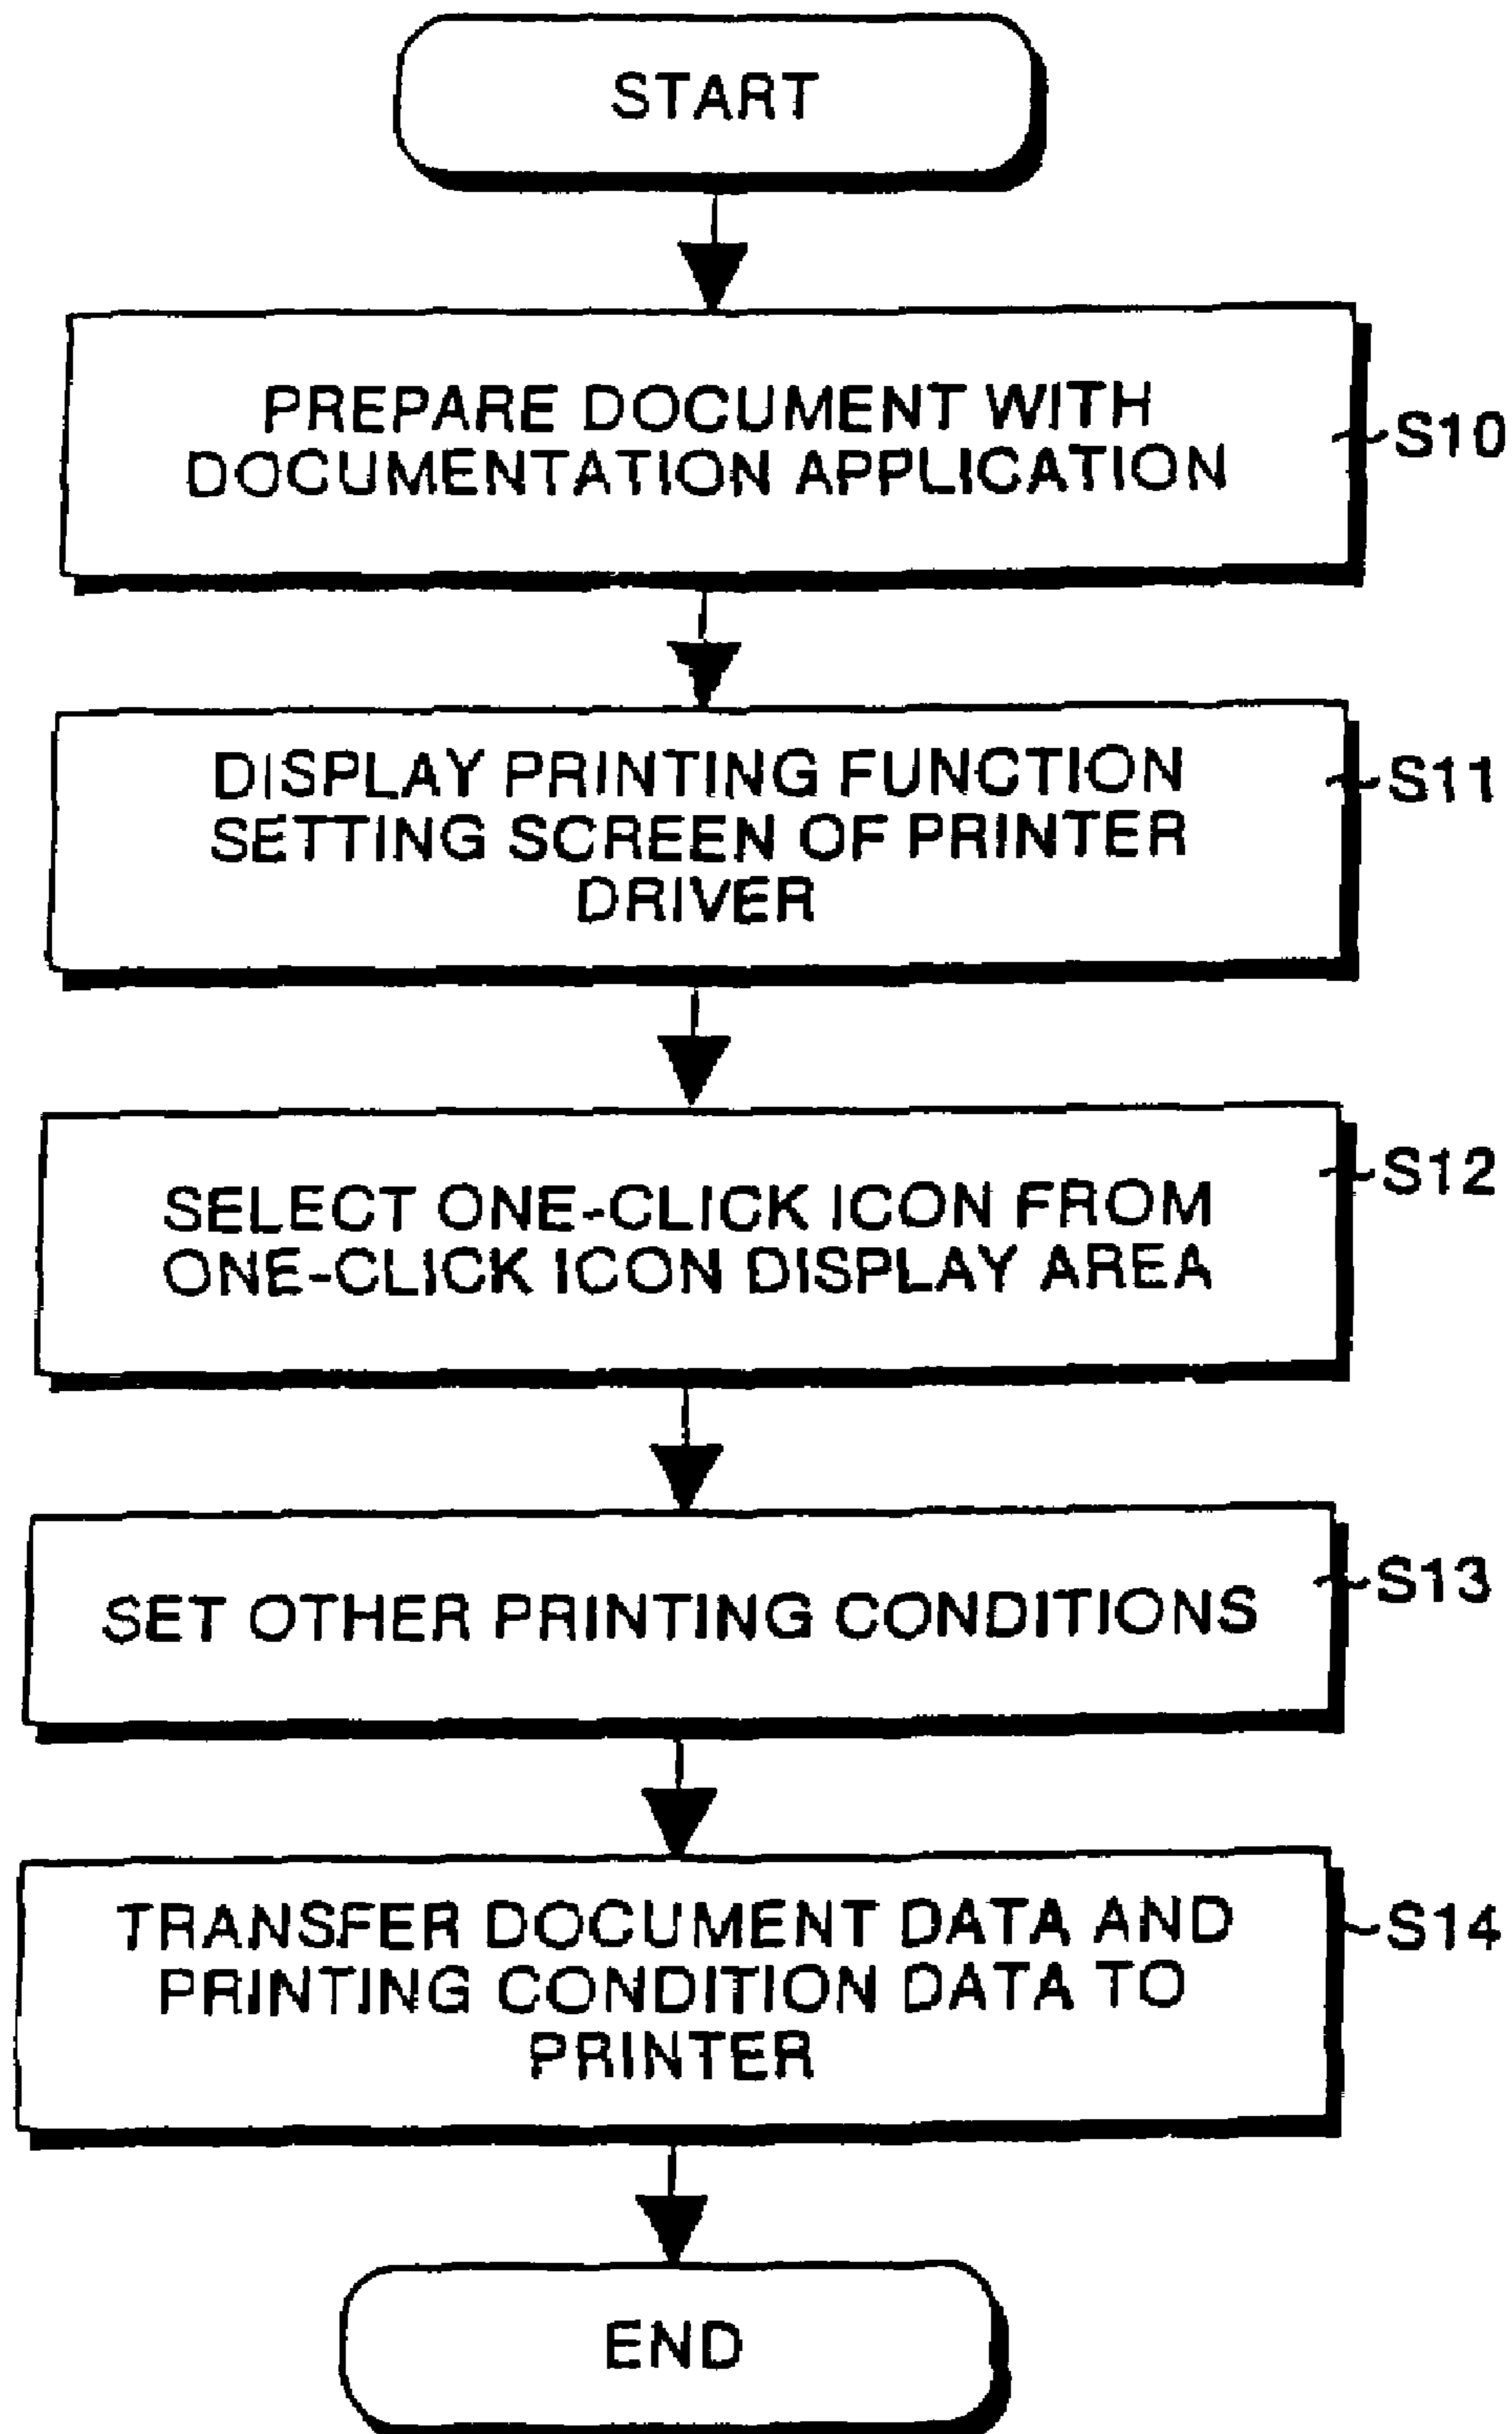 START
PREPARE DOCUMENT WITH
DOCUMENTATION APPLICATION
S10
DISPLAY PRINTING FUNCTION
SETTING SCREEN OF PRINTER
DRIVER
S11
SELECT ONE-CLICK ICON FROM
ONE-CLICK ICON DISPLAY AREA
S12
SET OTHER PRINTING CONDITIONS
S13
TRANSFER DOCUMENT DATA AND
PRINTING CONDITION DATA TO
PRINTER
S14
END